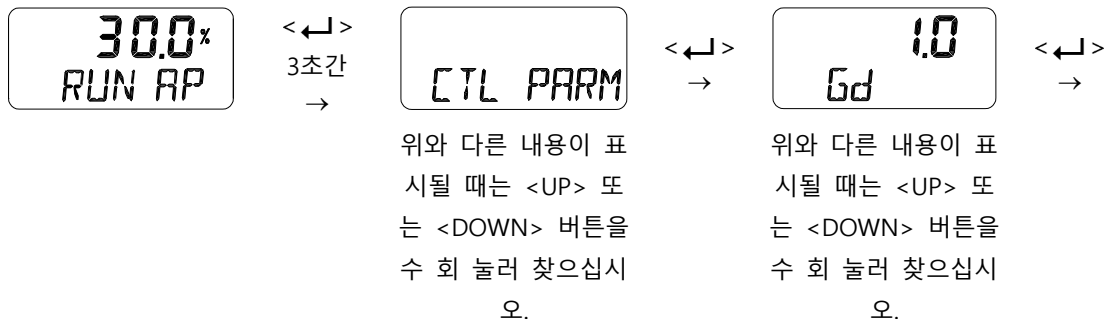 30.0%
RUN AP
<↵>
3초간
→
CTL PARM
<↵>
→
1.0
Gd
<↵>
→
위와 다른 내용이 표
시될 때는 <UP> 또
는 <DOWN> 버튼을
수 회 눌러 찾으십시
오.
위와 다른 내용이 표
시될 때는 <UP> 또
는 <DOWN> 버튼을
수 회 눌러 찾으십시
오.